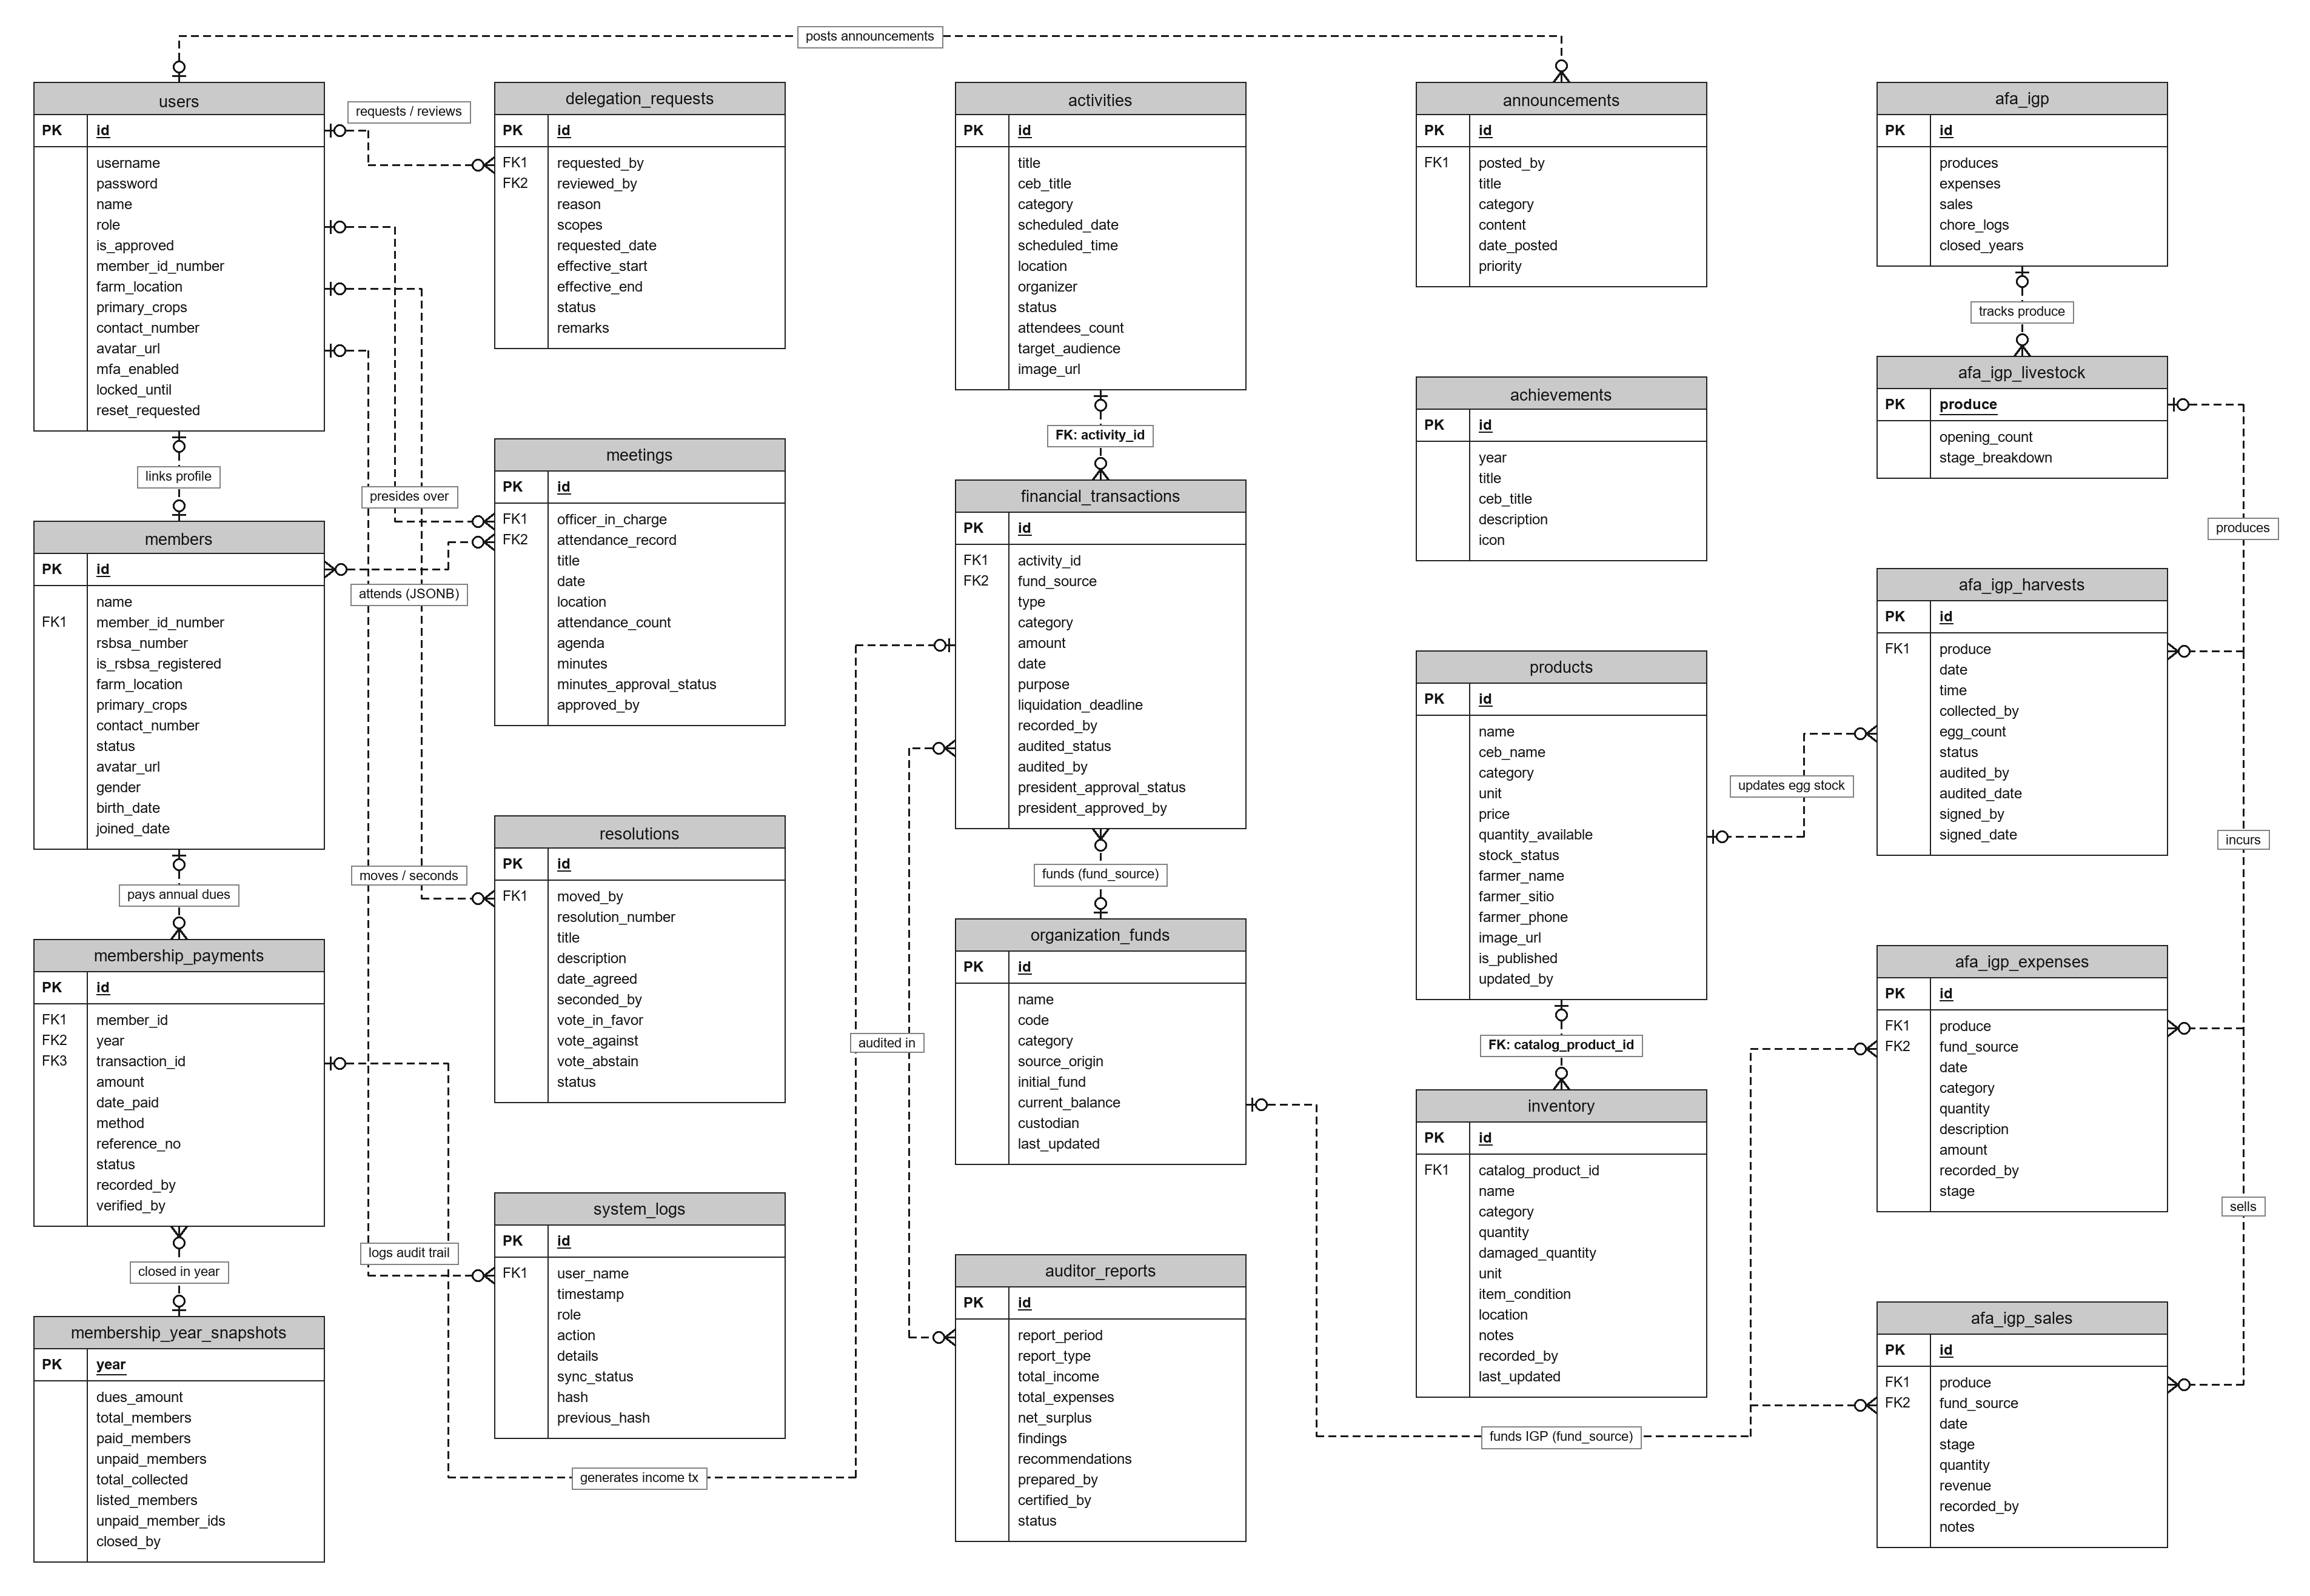 posts announcements
users
PK id
username
password
name
role
is_approved
member_id_number
farm_location
primary_crops
contact_number
avatar_url
mfa_enabled
locked_until
reset_requested
links profile
members
PK id
name
FK1 member_id_number
rsbsa_number
is_rsbsa_registered
farm_location
primary_crops
contact_number
status
avatar_url
gender
birth_date
joined_date
pays annual dues
membership_payments
PK id
FK1 member_id
FK2 year
FK3 transaction_id
amount
date_paid
method
reference_no
status
recorded_by
verified_by
closed in year
membership_year_snapshots
PK year
dues_amount
total_members
paid_members
unpaid_members
total_collected
listed_members
unpaid_member_ids
closed_by
requests / reviews
presides over
attends (JSONB)
moves / seconds
logs audit trail
generates income tx
delegation_requests
PK id
FK1 requested_by
FK2 reviewed_by
reason
scopes
requested_date
effective_start
effective_end
status
remarks
meetings
PK id
FK1 officer_in_charge
FK2 attendance_record
title
date
location
attendance_count
agenda
minutes
minutes_approval_status
approved_by
resolutions
PK id
FK1 moved_by
resolution_number
title
description
date_agreed
seconded_by
vote_in_favor
vote_against
vote_abstain
status
system_logs
PK id
FK1 user_name
timestamp
role
action
details
sync_status
hash
previous_hash
activities
PK id
title
ceb_title
category
scheduled_date
scheduled_time
location
organizer
status
attendees_count
target_audience
image_url
FK: activity_id
financial_transactions
PK id
FK1 activity_id
FK2 fund_source
type
category
amount
date
purpose
liquidation_deadline
recorded_by
audited_status
audited_by
president_approval_status
president_approved_by
funds (fund_source)
audited in
organization_funds
PK id
name
code
category
source_origin
initial_fund
current_balance
custodian
last_updated
auditor_reports
PK id
report_period
report_type
total_income
total_expenses
net_surplus
findings
recommendations
prepared_by
certified_by
status
announcements
PK id
FK1 posted_by
title
category
content
date_posted
priority
achievements
PK id
year
title
ceb_title
description
icon
products
PK id
name
ceb_name
category
unit
price
quantity_available
stock_status
farmer_name
farmer_sitio
farmer_phone
image_url
is_published
updated_by
FK: catalog_product_id
inventory
PK id
FK1 catalog_product_id
name
category
quantity
damaged_quantity
unit
item_condition
location
notes
recorded_by
last_updated
funds IGP (fund_source)
updates egg stock
afa_igp
PK id
produces
expenses
sales
chore_logs
closed_years
tracks produce
afa_igp_livestock
PK produce
opening_count
stage_breakdown
produces
afa_igp_harvests
PK id
FK1 produce
date
time
collected_by
egg_count
status
audited_by
audited_date
signed_by
signed_date
incurs
afa_igp_expenses
PK id
FK1 produce
FK2 fund_source
date
category
quantity
description
amount
recorded_by
stage
sells
afa_igp_sales
PK id
FK1 produce
FK2 fund_source
date
stage
quantity
revenue
recorded_by
notes